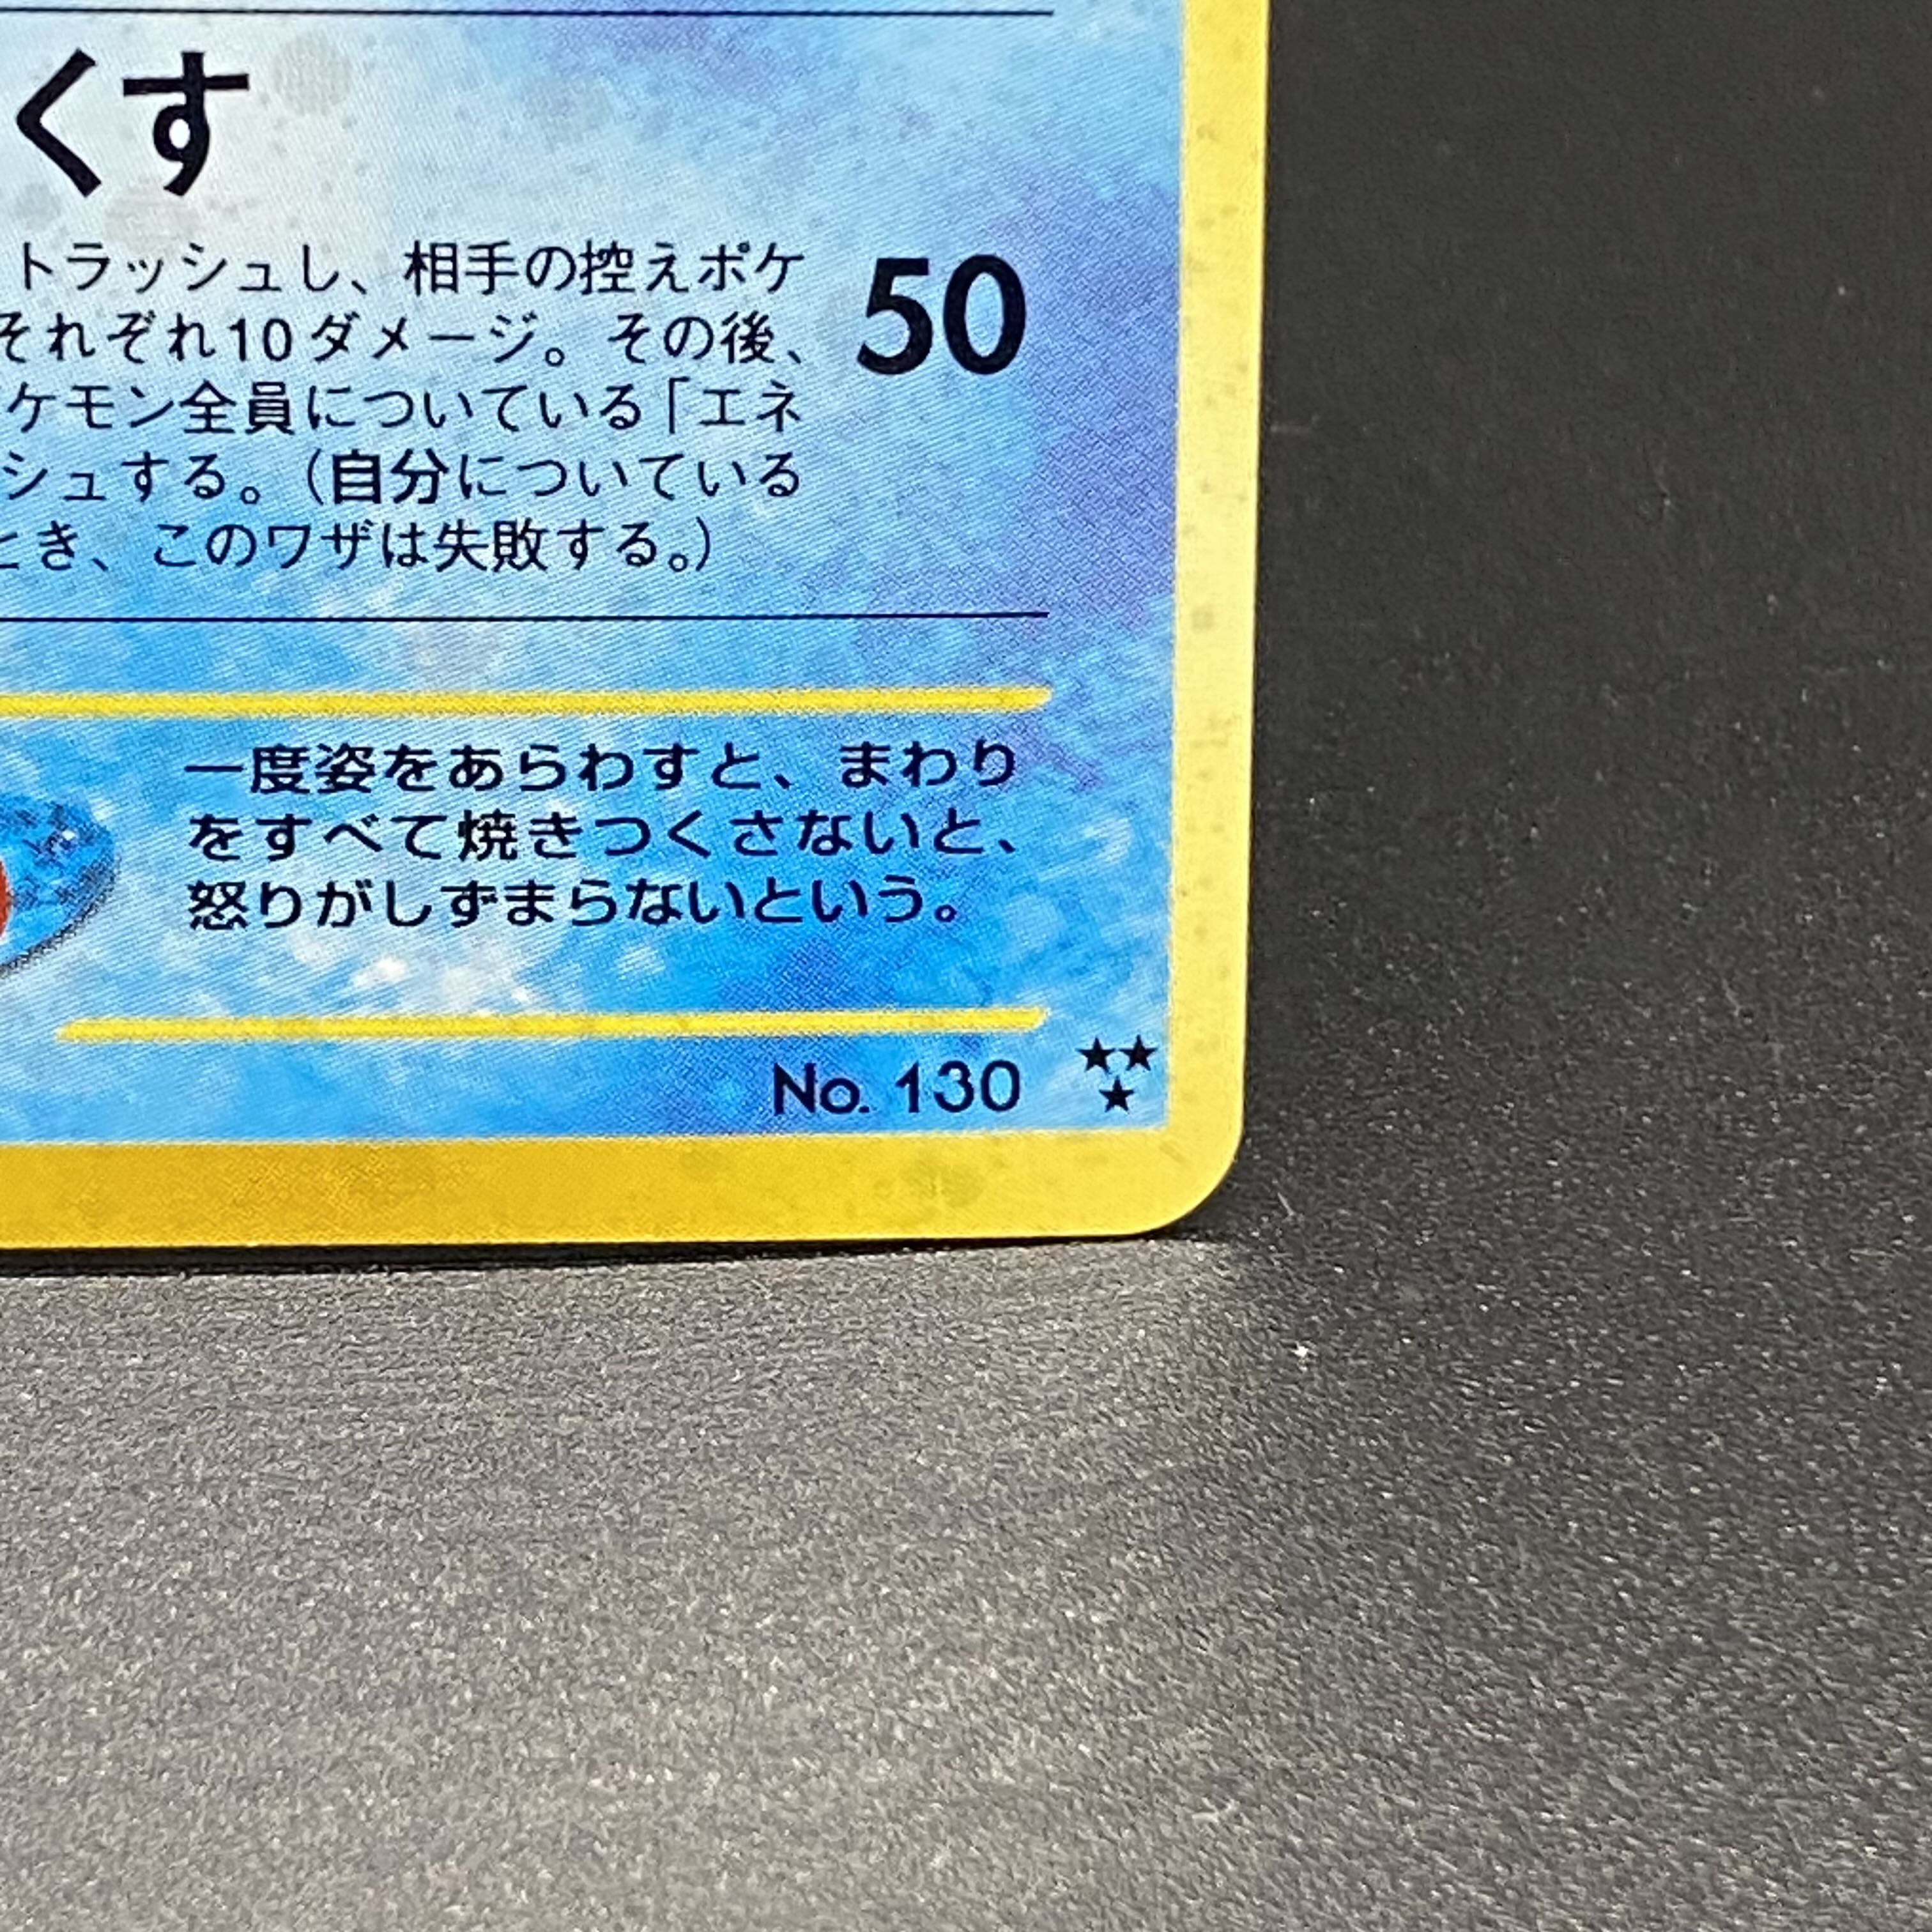 くす
トラッシュし、相手の控えポケ
それぞれ10ダメージ。その後、
50
ケモン全員についている「エネ
シュする。（自分についている
とき、このワザは失敗する。）
一度姿をあらわすと、まわり
をすべて焼きつくさないと、
怒りがしずまらないという。
No. 130 ★★★